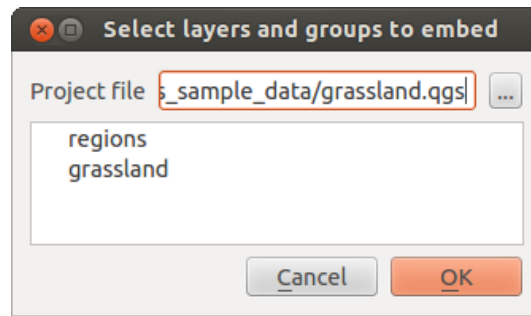 Select layers and groups to embed
Project file s_sample_data/grassland.qgs ...
regions
grassland
Cancel OK